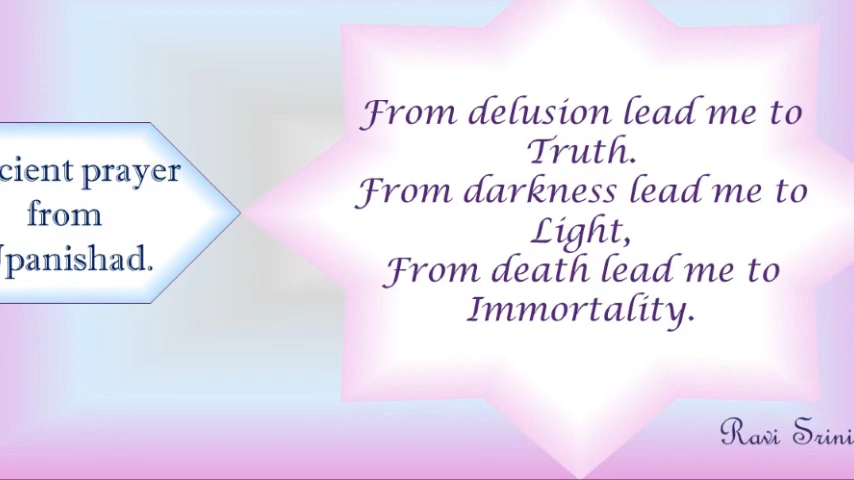 cient prayer
from
Upanishad.
From delusion lead me to
Truth.
From darkness lead me to
Light,
From death lead me to
Immortality.
Ravi Srini